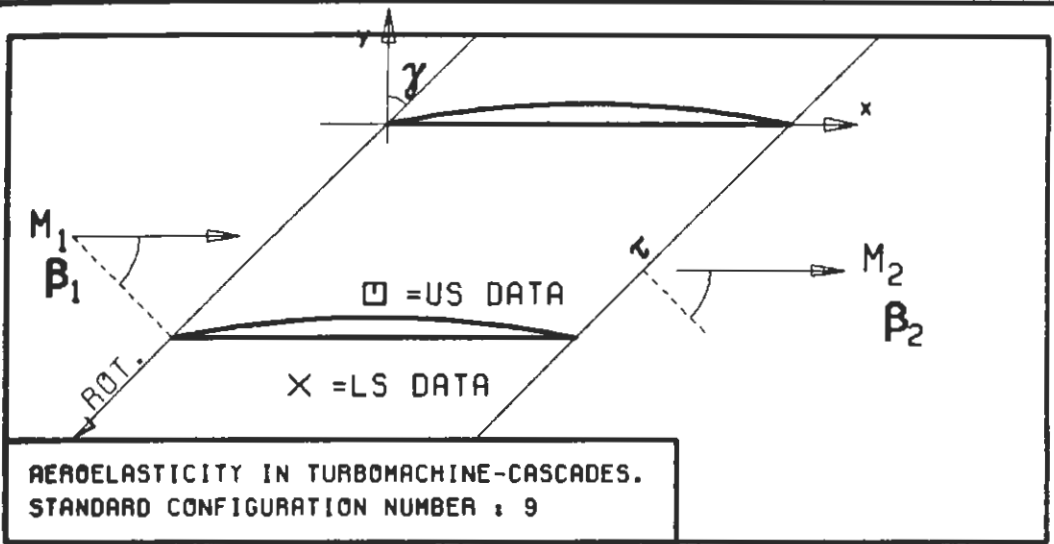 y
γ
x
M₁
β₁
τ
M₂
β₂
□ =US DATA
× =LS DATA
ROT.
AEROELASTICITY IN TURBOMACHINE-CASCADES.
STANDARD CONFIGURATION NUMBER : 9